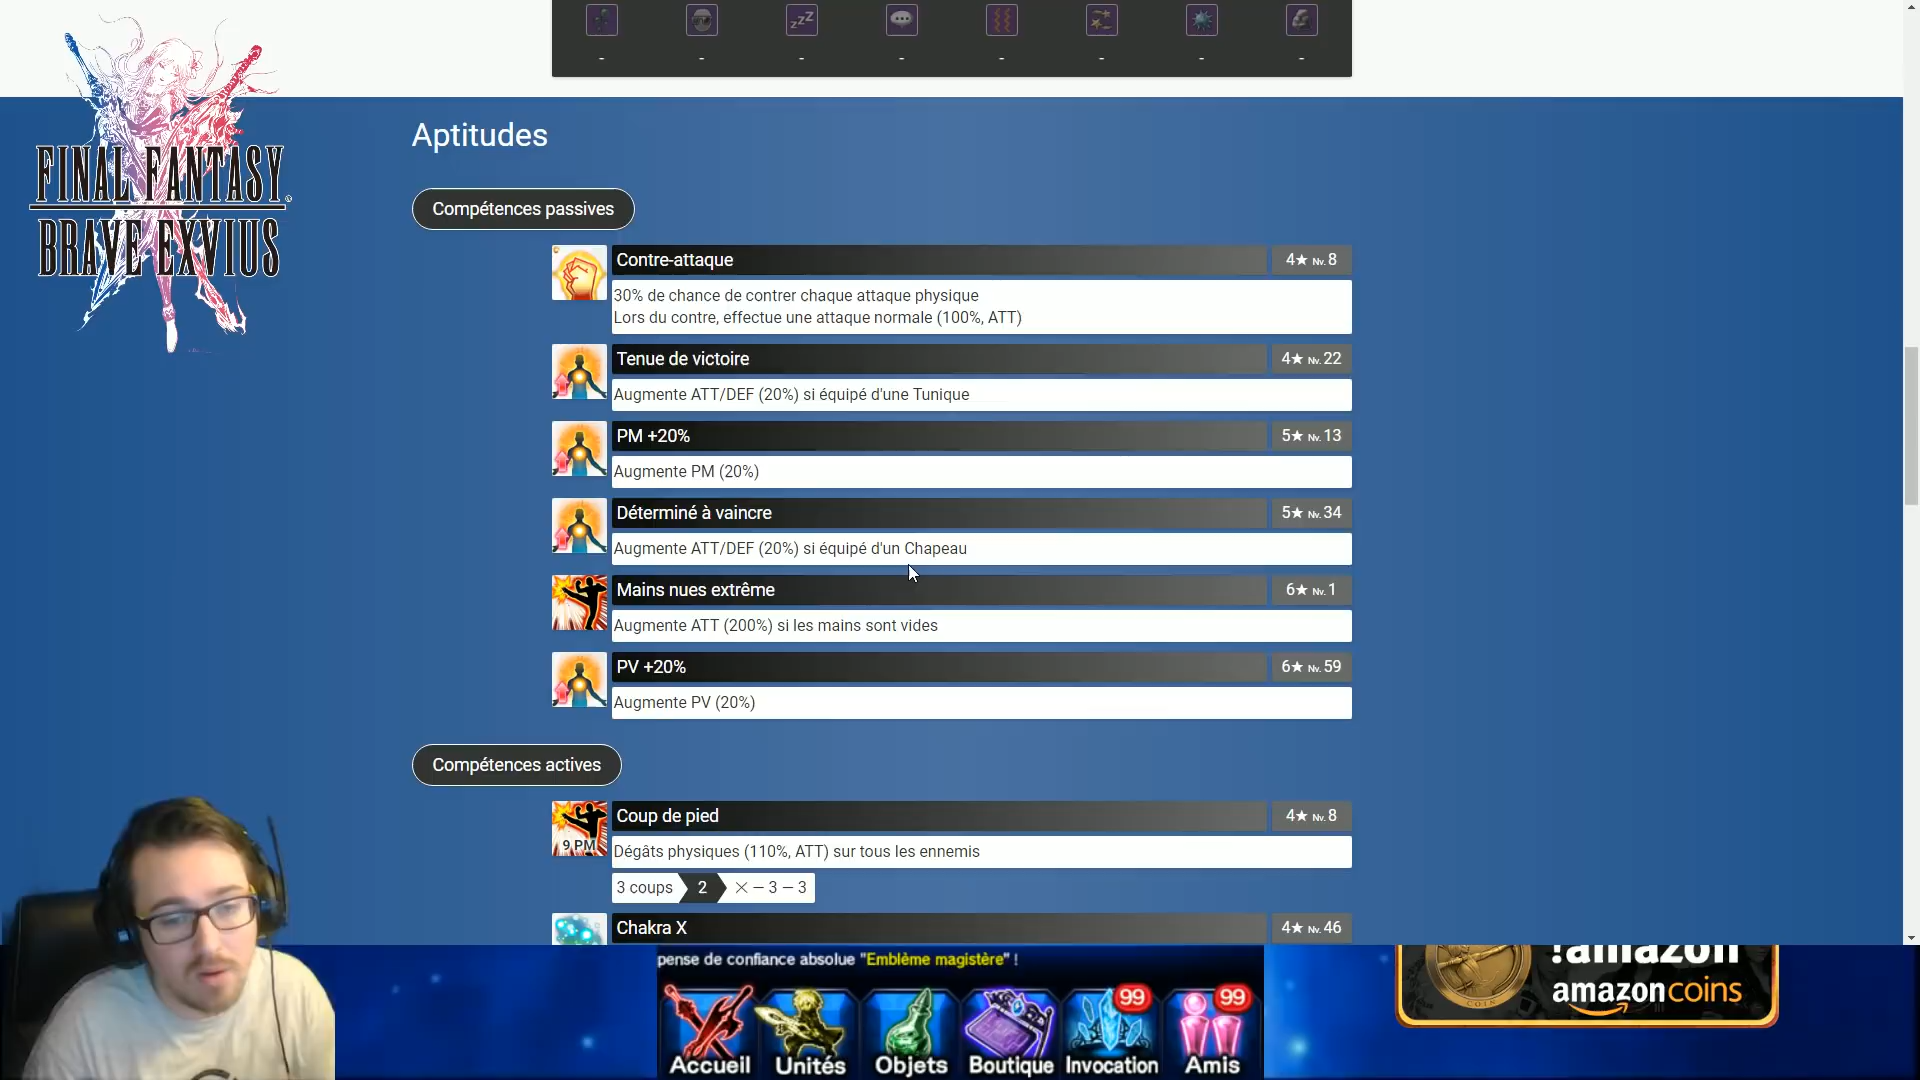 zzZ
- - - - - - - -
FINAL FANTASY
BRAVE EXVIUS
Aptitudes
Compétences passives
Contre-attaque 4★ Nv. 8
30% de chance de contrer chaque attaque physique
Lors du contre, effectue une attaque normale (100%, ATT)
Tenue de victoire 4★ Nv. 22
Augmente ATT/DEF (20%) si équipé d'une Tunique
PM +20% 5★ Nv. 13
Augmente PM (20%)
Déterminé à vaincre 5★ Nv. 34
Augmente ATT/DEF (20%) si équipé d'un Chapeau
Mains nues extrême 6★ Nv. 1
Augmente ATT (200%) si les mains sont vides
PV +20% 6★ Nv. 59
Augmente PV (20%)
Compétences actives
Coup de pied 4★ Nv. 8
9 PM
Dégâts physiques (110%, ATT) sur tous les ennemis
3 coups 2 × – 3 – 3
Chakra X 4★ Nv. 46
pense de confiance absolue "Emblème magistère" !
99 99
Accueil Unités Objets Boutique Invocation Amis
!amazon
COIN
amazon coins